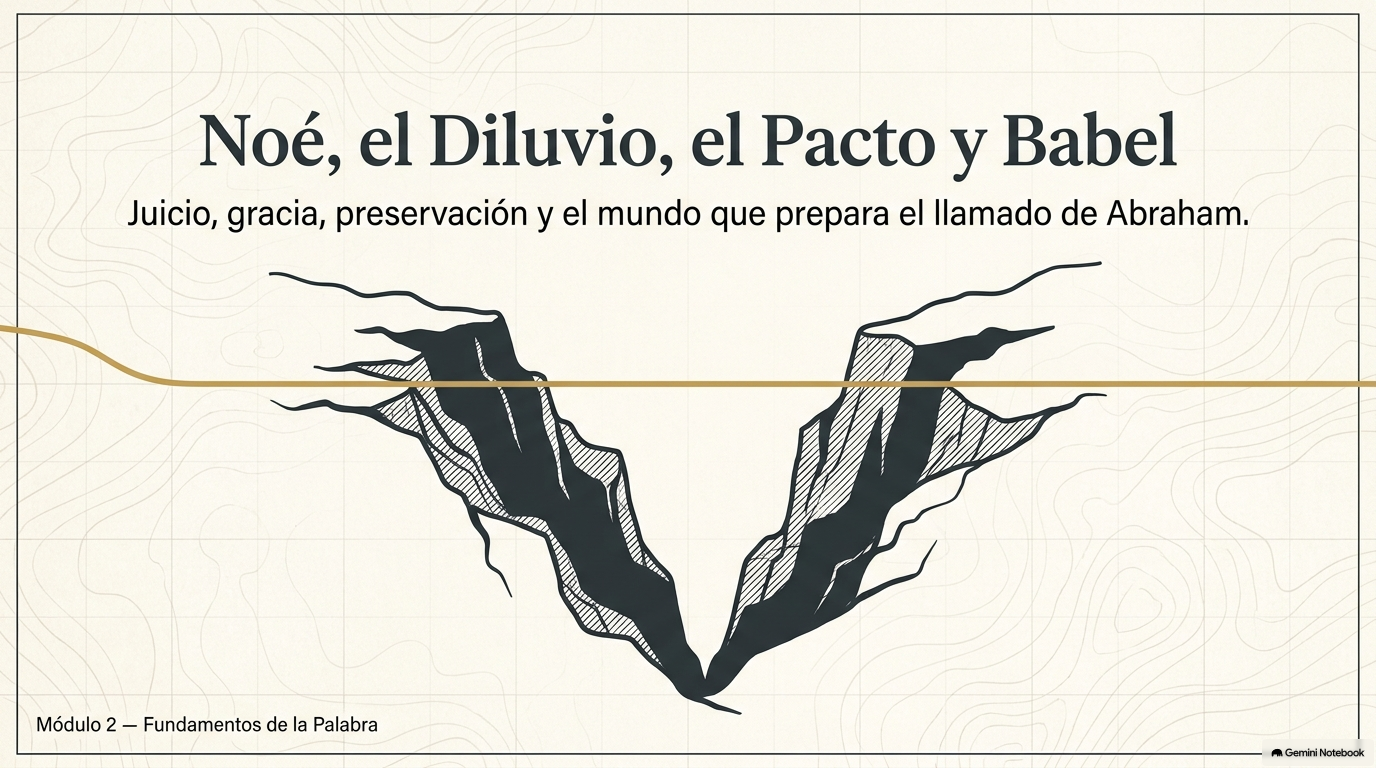 Noé, el Diluvio, el Pacto y Babel
Juicio, gracia, preservación y el mundo que prepara el llamado de Abraham.
Módulo 2 — Fundamentos de la Palabra
Gemini Notebook